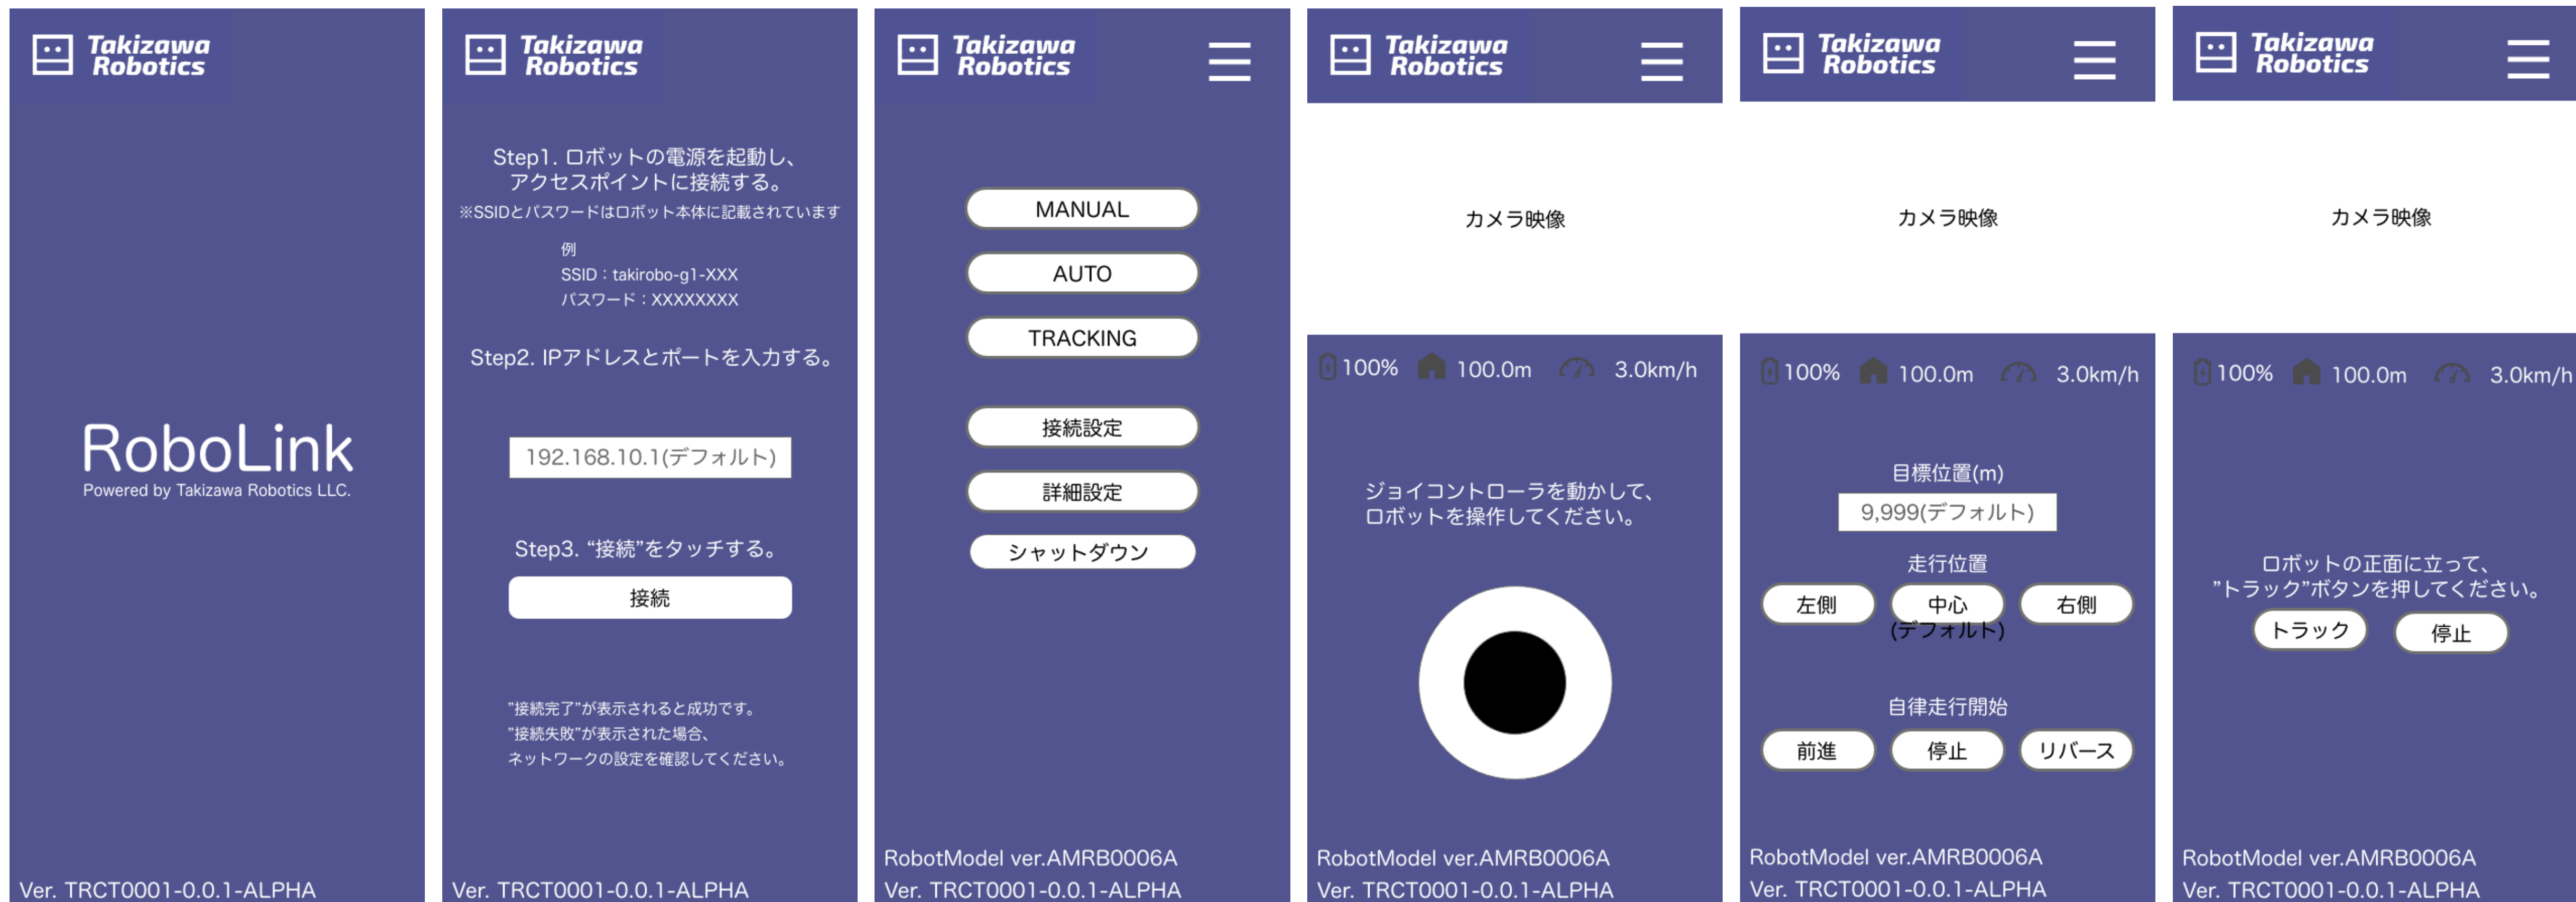 Takizawa
Robotics
RoboLink
Powered by Takizawa Robotics LLC.
Ver. TRCT0001-0.0.1-ALPHA
Takizawa
Robotics
Step1. ロボットの電源を起動し、
アクセスポイントに接続する。
※SSIDとパスワードはロボット本体に記載されています
例
SSID：takirobo-g1-XXX
パスワード：XXXXXXXX
Step2. IPアドレスとポートを入力する。
192.168.10.1(デフォルト)
Step3. “接続”をタッチする。
接続
”接続完了”が表示されると成功です。
”接続失敗”が表示された場合、
ネットワークの設定を確認してください。
Ver. TRCT0001-0.0.1-ALPHA
Takizawa
Robotics
MANUAL
AUTO
TRACKING
接続設定
詳細設定
シャットダウン
RobotModel ver.AMRB0006A
Ver. TRCT0001-0.0.1-ALPHA
Takizawa
Robotics
カメラ映像
100% 100.0m 3.0km/h
ジョイコントローラを動かして、
ロボットを操作してください。
RobotModel ver.AMRB0006A
Ver. TRCT0001-0.0.1-ALPHA
Takizawa
Robotics
カメラ映像
100% 100.0m 3.0km/h
目標位置(m)
9,999(デフォルト)
走行位置
左側 中心 右側
(デフォルト)
自律走行開始
前進 停止 リバース
RobotModel ver.AMRB0006A
Ver. TRCT0001-0.0.1-ALPHA
Takizawa
Robotics
カメラ映像
100% 100.0m 3.0km/h
ロボットの正面に立って、
”トラック”ボタンを押してください。
トラック 停止
RobotModel ver.AMRB0006A
Ver. TRCT0001-0.0.1-ALPHA